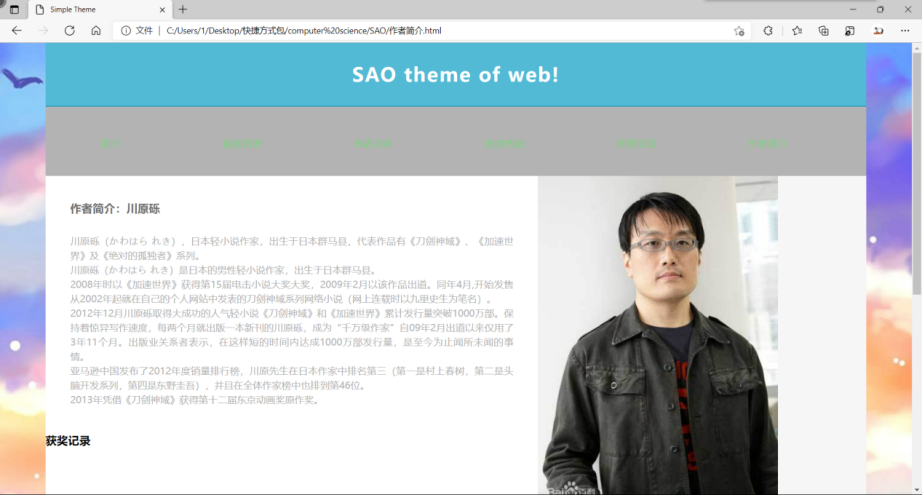 Simple Theme
文件 | C:/Users/1/Desktop/快捷方式包/computer%20science/SAO/作者简介.html
SAO theme of web!
作者简介：川原砾
川原砾（かわはら れき），日本轻小说作家，出生于日本群马县，代表作品有《刀剑神域》、《加速世
界》及《绝对的孤独者》系列。
川原砾（かわはら れき）是日本的男性轻小说作家，出生于日本群马县。
2008年时以《加速世界》获得第15届电击小说大奖大奖，2009年2月以该作品出道。同年4月,开始发售
从2002年起就在自己的个人网站中发表的刀剑神域系列网络小说（网上连载时以九里史生为笔名）。
2012年12月川原砾取得大成功的人气轻小说《刀剑神域》和《加速世界》累计发行量突破1000万部。保
持着惊异写作速度，每两个月就出版一本新刊的川原砾，成为“千万级作家”自09年2月出道以来仅用了
3年11个月。出版业关系者表示，在这样短的时间内达成1000万部发行量，是至今为止闻所未闻的事
情。
亚马逊中国发布了2012年度销量排行榜，川原先生在日本作家中排名第三（第一是村上春树，第二是头
脑开发系列，第四是东野圭吾），并且在全体作家榜中也排到第46位。
2013年凭借《刀剑神域》获得第十二届东京动画奖原作奖。
获奖记录
Bai百科